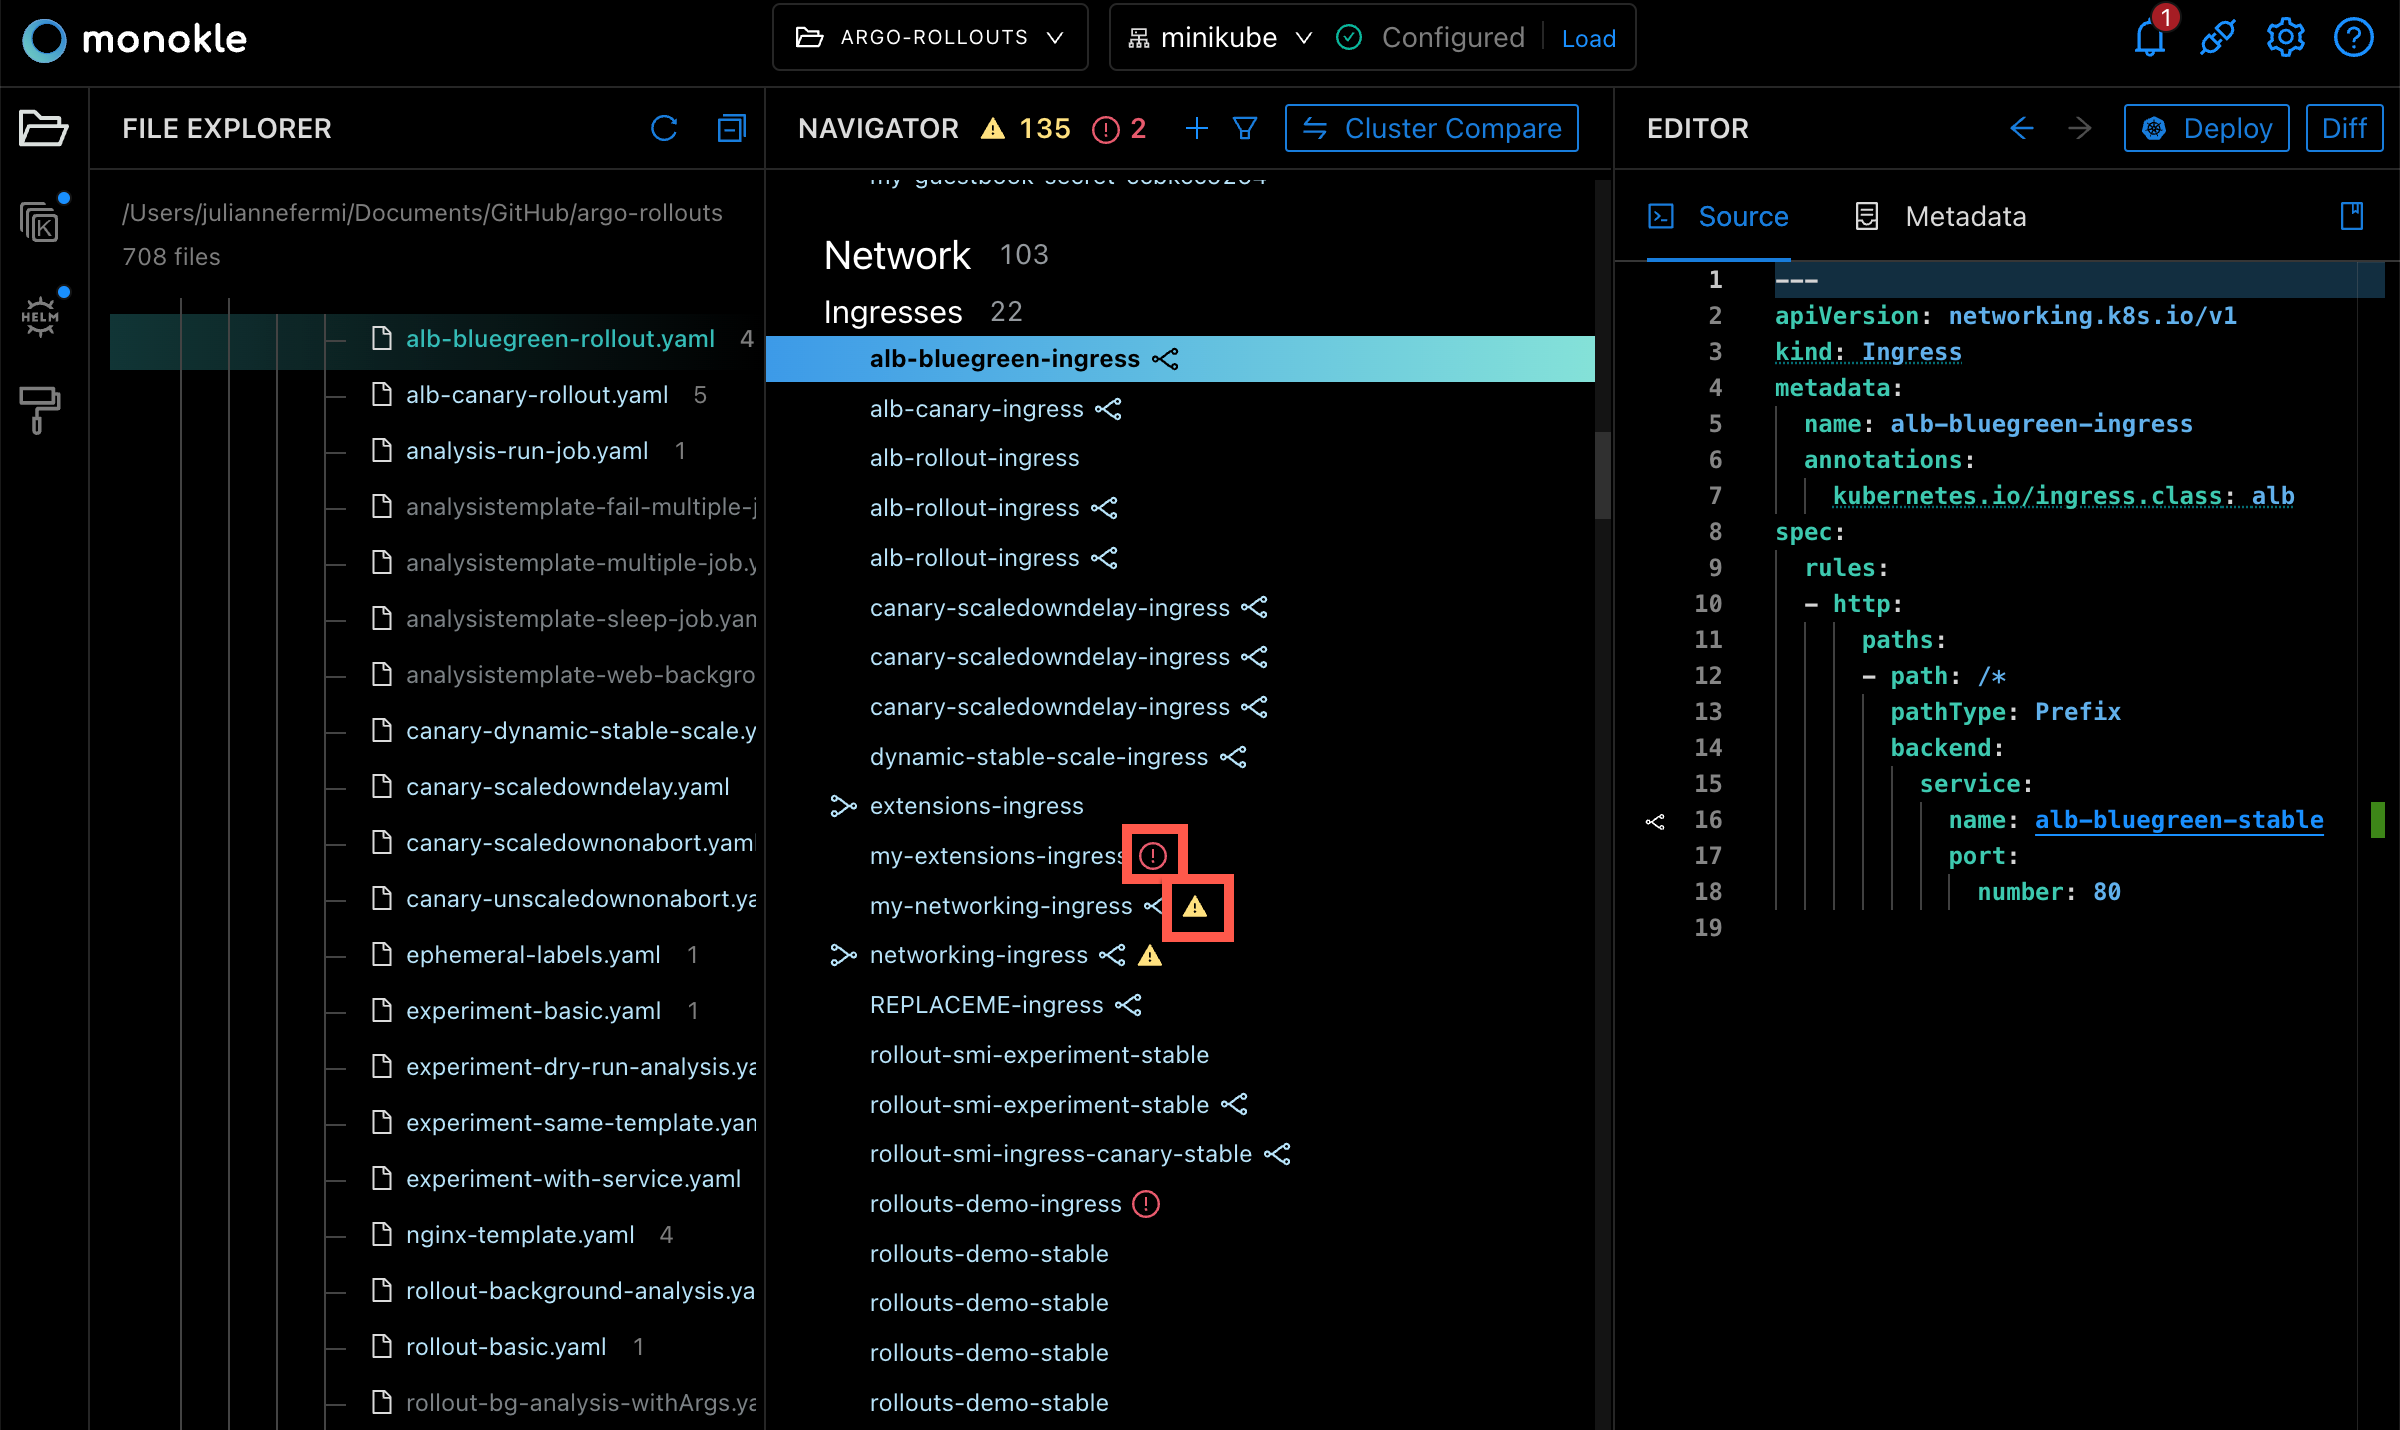 monokle
ARGO-ROLLOUTS
minikube
Configured
Load
1
FILE EXPLORER
/Users/juliannefermi/Documents/GitHub/argo-rollouts
708 files
alb-bluegreen-rollout.yaml 4
alb-canary-rollout.yaml 5
analysis-run-job.yaml 1
analysistemplate-fail-multiple-j
analysistemplate-multiple-job.y
analysistemplate-sleep-job.yam
analysistemplate-web-backgro
canary-dynamic-stable-scale.y
canary-scaledowndelay.yaml
canary-scaledownonabort.yaml
canary-unscaledownonabort.ya
ephemeral-labels.yaml 1
experiment-basic.yaml 1
experiment-dry-run-analysis.ya
experiment-same-template.yam
experiment-with-service.yaml
nginx-template.yaml 4
rollout-background-analysis.ya
rollout-basic.yaml 1
rollout-bg-analysis-withArgs.ya
K
HELM
NAVIGATOR 135 2
Cluster Compare
Network 103
Ingresses 22
alb-bluegreen-ingress
alb-canary-ingress
alb-rollout-ingress
alb-rollout-ingress
alb-rollout-ingress
canary-scaledowndelay-ingress
canary-scaledowndelay-ingress
canary-scaledowndelay-ingress
dynamic-stable-scale-ingress
extensions-ingress
my-extensions-ingress
my-networking-ingress
networking-ingress
REPLACEME-ingress
rollout-smi-experiment-stable
rollout-smi-experiment-stable
rollout-smi-ingress-canary-stable
rollouts-demo-ingress
rollouts-demo-stable
rollouts-demo-stable
rollouts-demo-stable
rollouts-demo-stable
EDITOR
Deploy
Diff
Source
Metadata
1 ---
2 apiVersion: networking.k8s.io/v1
3 kind: Ingress
4 metadata:
5 name: alb-bluegreen-ingress
6 annotations:
7 kubernetes.io/ingress.class: alb
8 spec:
9 rules:
10 - http:
11 paths:
12 - path: /*
13 pathType: Prefix
14 backend:
15 service:
16 name: alb-bluegreen-stable
17 port:
18 number: 80
19